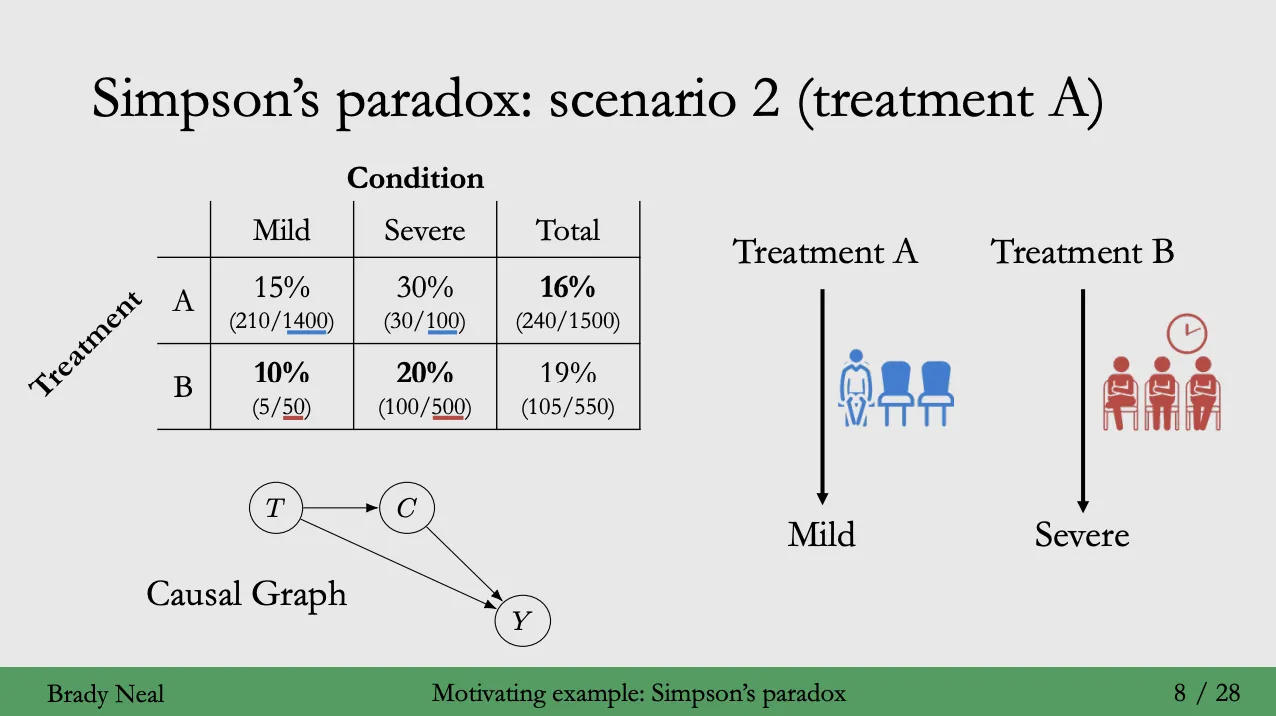 Simpson’s paradox: scenario 2 (treatment A)
Condition
Mild Severe Total
Treatment
A 15% 30% 16%
(210/1400) (30/100) (240/1500)
B 10% 20% 19%
(5/50) (100/500) (105/550)
Treatment A Treatment B
Mild Severe
T C
Y
Causal Graph
Brady Neal Motivating example: Simpson’s paradox 8 / 28